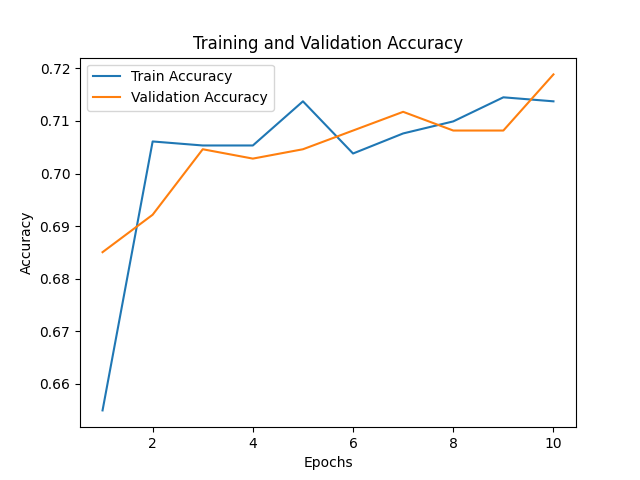 Training and Validation Accuracy
Train Accuracy
Validation Accuracy
0.72
0.71
0.70
0.69
0.68
0.67
0.66
Accuracy
2 4 6 8 10
Epochs